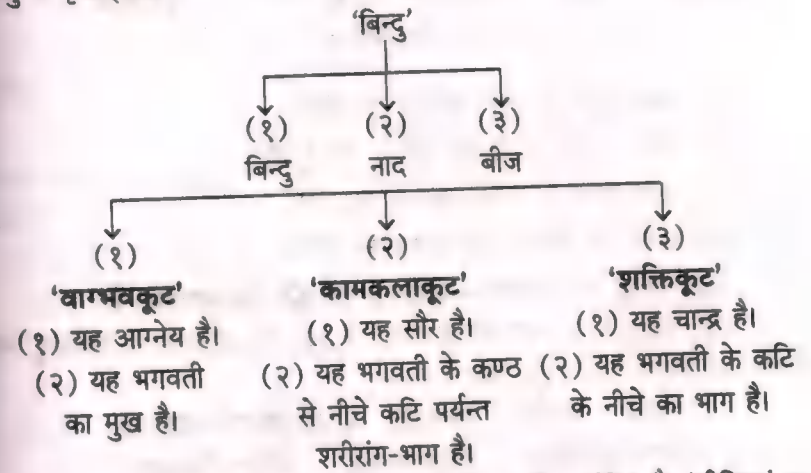 'बिन्दु'
(१) (२) (३)
बिन्दु नाद बीज
(१) (२) (३)
'वाग्भवकूट' 'कामकलाकूट' 'शक्तिकूट'
(१) यह आग्नेय है। (१) यह सौर है। (१) यह चान्द्र है।
(२) यह भगवती (२) यह भगवती के कण्ठ (२) यह भगवती के कटि
का मुख है। से नीचे कटि पर्यन्त के नीचे का भाग है।
शरीरांग-भाग है।